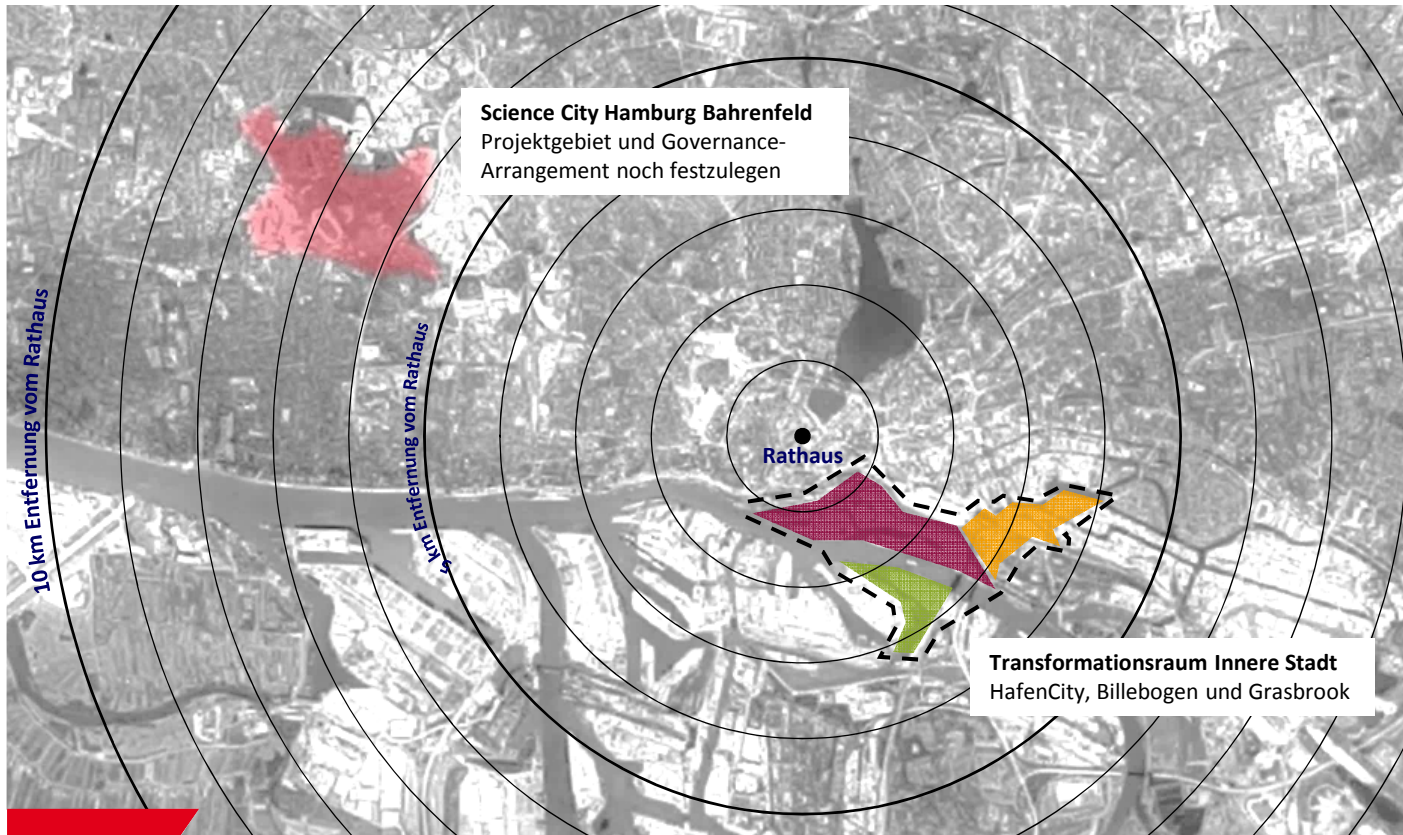 Science City Hamburg Bahrenfeld
Projektgebiet und Governance-
Arrangement noch festzulegen
10 km Entfernung vom Rathaus
5 km Entfernung vom Rathaus
Rathaus
Transformationsraum Innere Stadt
HafenCity, Billebogen und Grasbrook